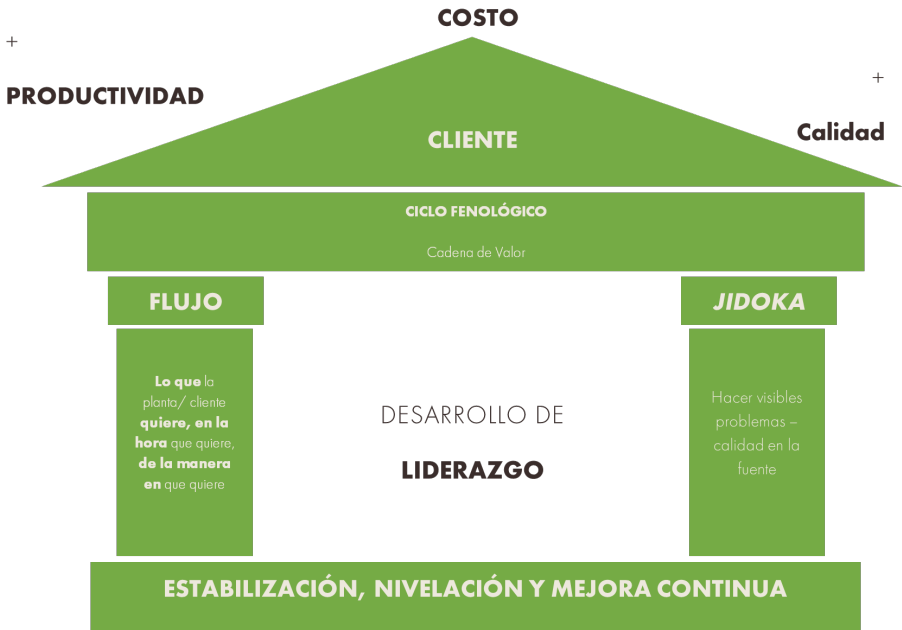 COSTO
+
PRODUCTIVIDAD
+
Calidad
CLIENTE
CICLO FENOLÓGICO
Cadena de Valor
FLUJO
Lo que la
planta/ cliente
quiere, en la
hora que quiere,
de la manera
en que quiere
DESARROLLO DE
LIDERAZGO
JIDOKA
Hacer visibles
problemas –
calidad en la
fuente
ESTABILIZACIÓN, NIVELACIÓN Y MEJORA CONTINUA